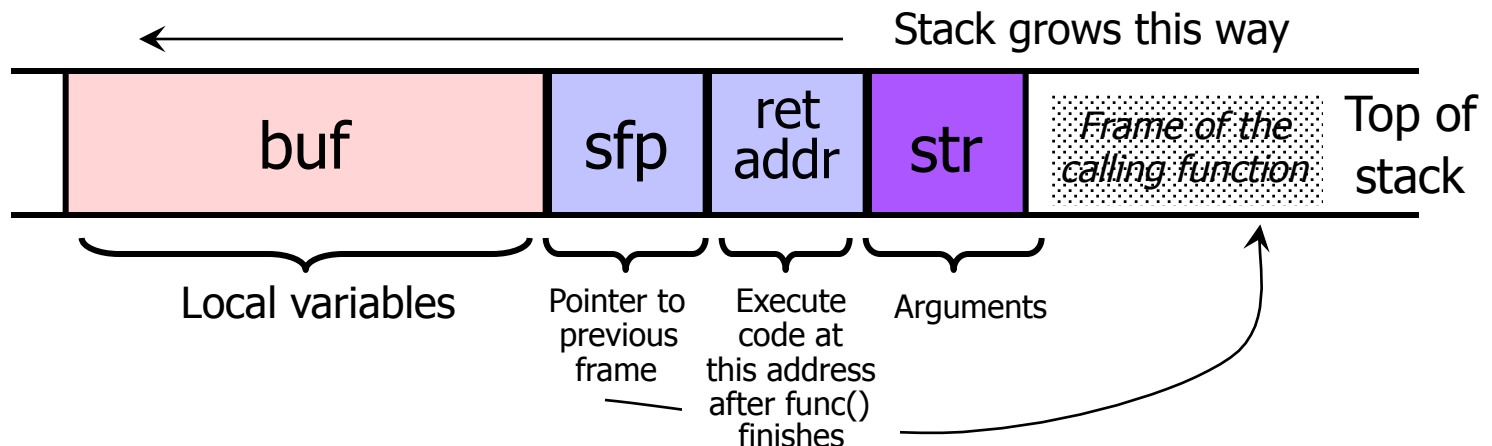 Stack grows this way
buf
sfp
ret
addr
str
Frame of the
calling function
Top of
stack
Local variables
Pointer to
previous
frame
Execute
code at
this address
after func()
finishes
Arguments